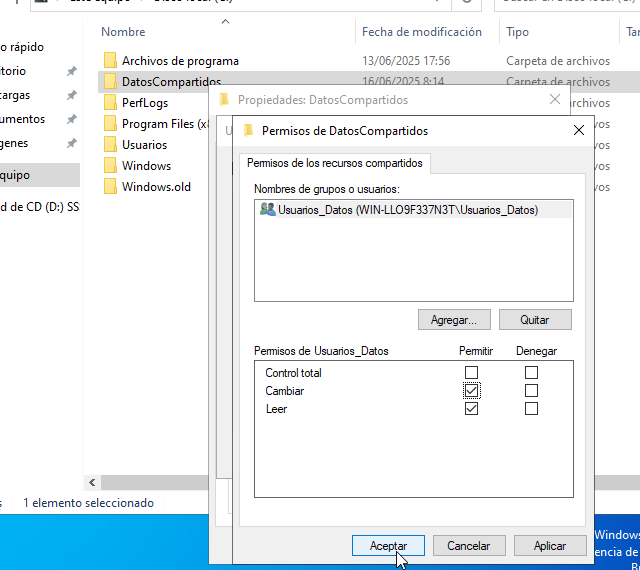 Nombre
Fecha de modificación
Tipo
Tam
o rápido
Archivos de programa
13/06/2025 17:56
Carpeta de archivos
itorio
DatosCompartidos
16/06/2025 8:14
Carpeta de archivos
cargas
PerfLogs
Propiedades: DatosCompartidos
umentos
Program Files (x8
U
Permisos de DatosCompartidos
genes
Usuarios
Permisos de los recursos compartidos
quipo
Windows
Nombres de grupos o usuarios:
d de CD (D:) SS
Windows.old
Usuarios_Datos (WIN-LLO9F337N3T\Usuarios_Datos)
Agregar...
Quitar
Permisos de Usuarios_Datos
Permitir
Denegar
Control total
Cambiar
Leer
s
1 elemento seleccionado
Aceptar
Cancelar
Aplicar
Windows
encia de